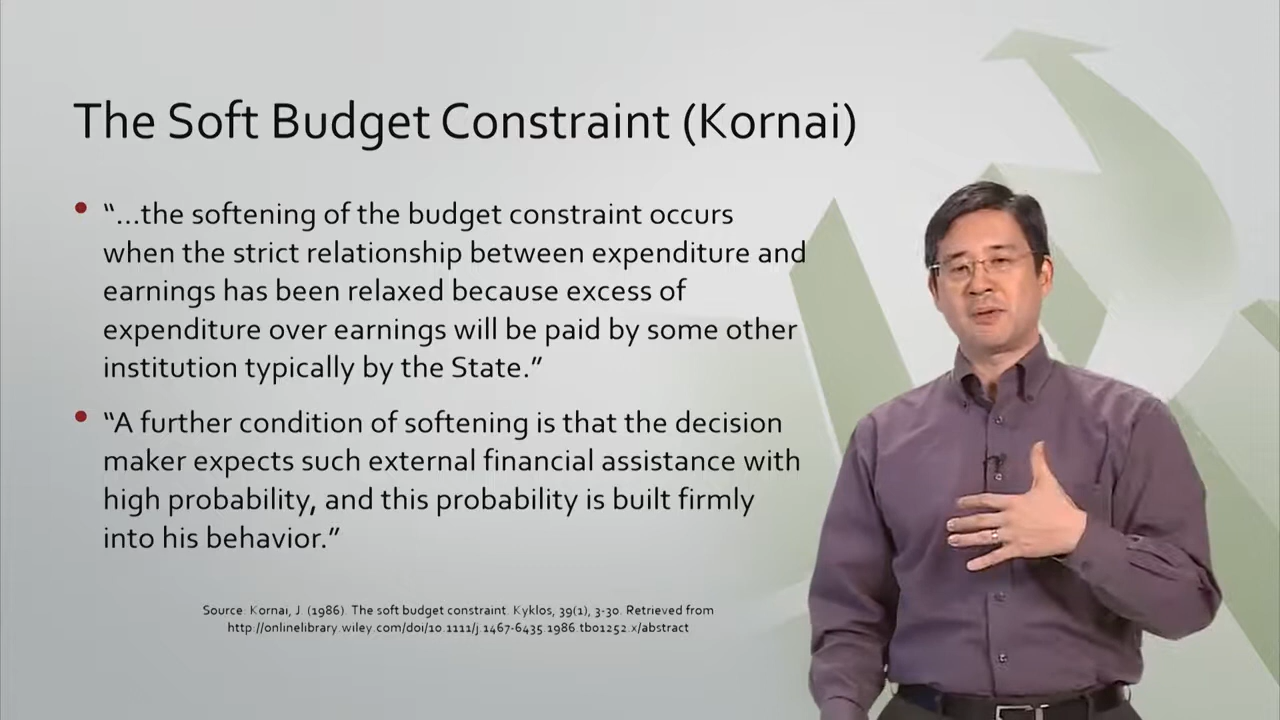 The Soft Budget Constraint (Kornai)
• “...the softening of the budget constraint occurs
when the strict relationship between expenditure and
earnings has been relaxed because excess of
expenditure over earnings will be paid by some other
institution typically by the State.”
• “A further condition of softening is that the decision
maker expects such external financial assistance with
high probability, and this probability is built firmly
into his behavior.”
Source: Kornai, J. (1986). The soft budget constraint. Kyklos, 39(1), 3-30. Retrieved from
http://onlinelibrary.wiley.com/doi/10.1111/j.1467-6435.1986.tb01252.x/abstract